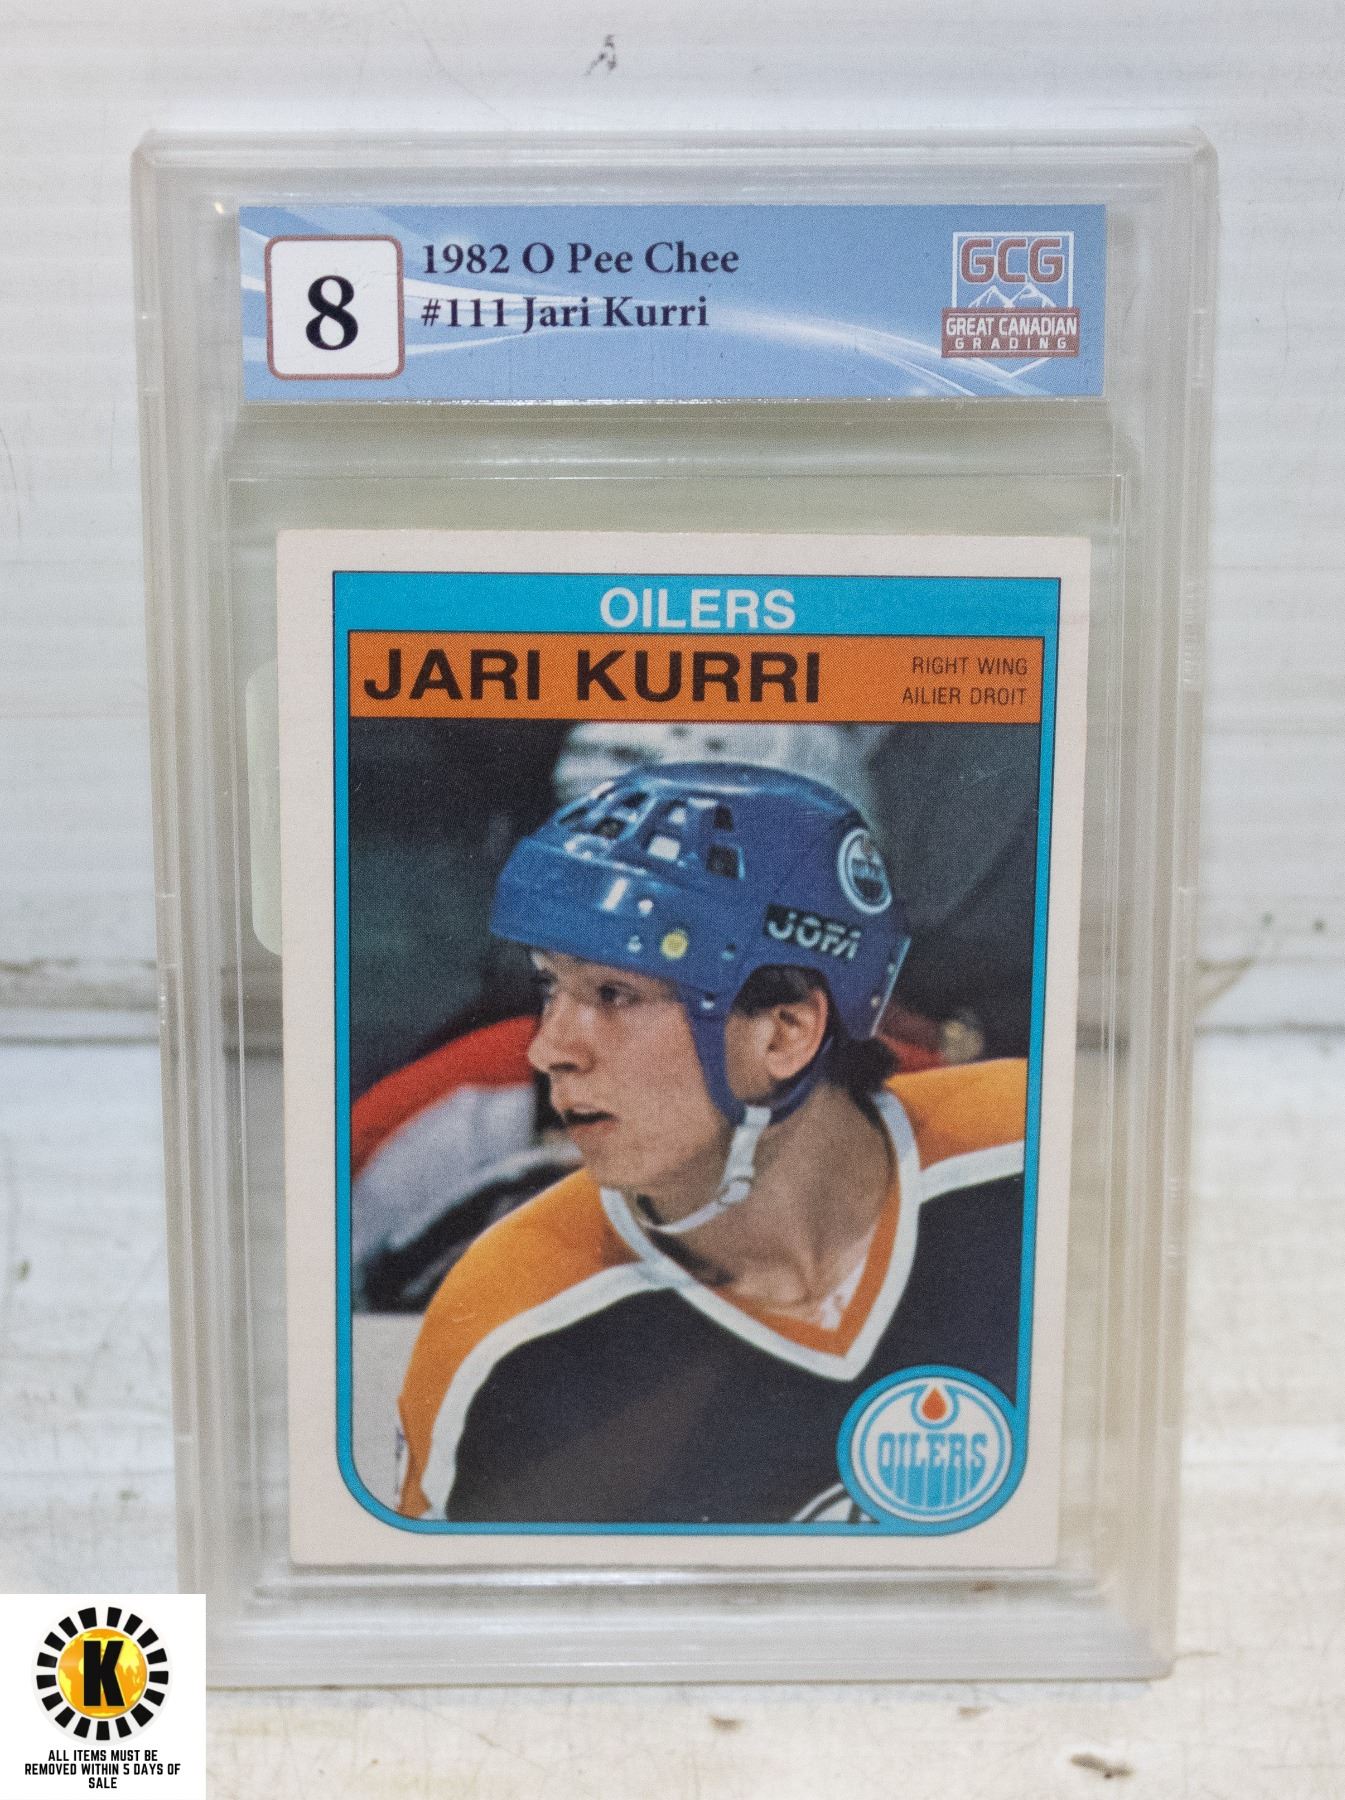 8
1982 O Pee Chee
#111 Jari Kurri
GCG
GREAT CANADIAN
GRADING
OILERS
JARI KURRI
RIGHT WING
AILIER DROIT
OILERS
JOFA
OILERS
K
ALL ITEMS MUST BE
REMOVED WITHIN 5 DAYS OF
SALE